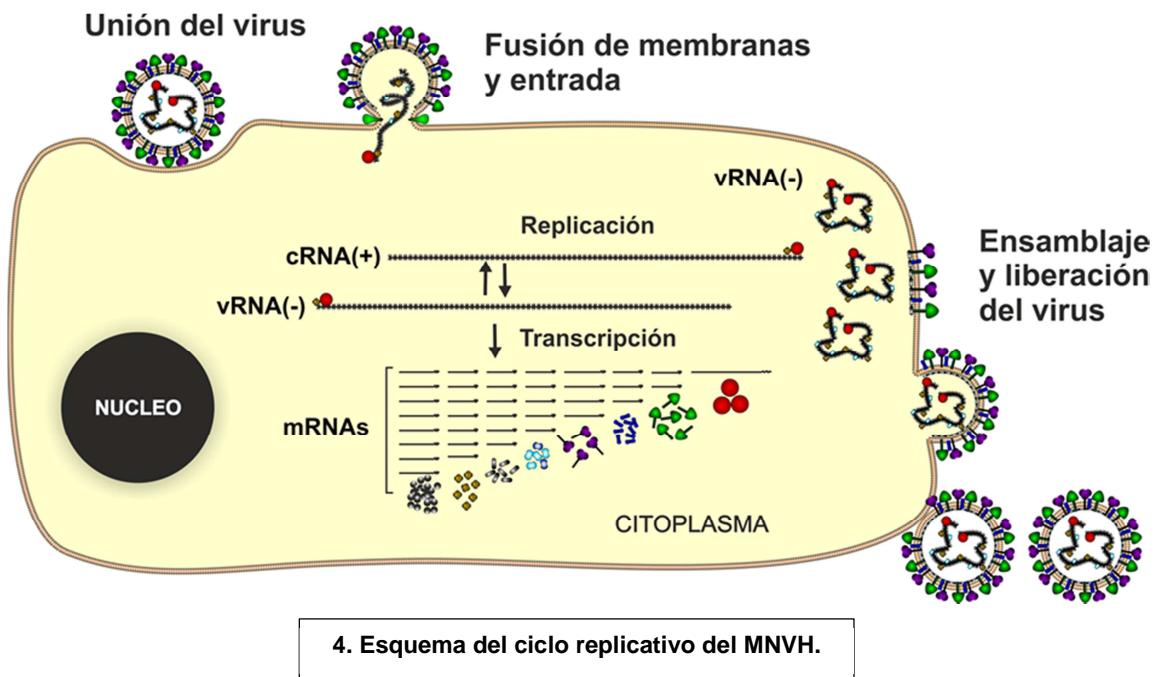 Unión del virus
Fusión de membranas
y entrada
vRNA(-)
Replicación
cRNA(+)
vRNA(-)
Transcripción
Ensamblaje
y liberación
del virus
NUCLEO
mRNAs
CITOPLASMA
4. Esquema del ciclo replicativo del MNVH.